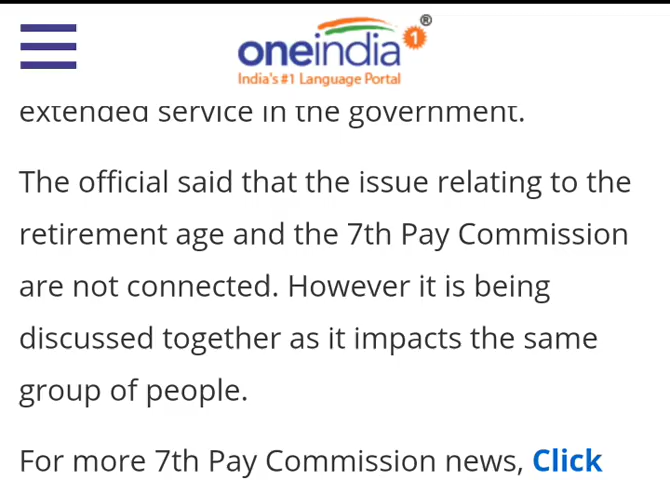 oneindia
®
1
India's #1 Language Portal
extended service in the government.
The official said that the issue relating to the
retirement age and the 7th Pay Commission
are not connected. However it is being
discussed together as it impacts the same
group of people.
For more 7th Pay Commission news, Click